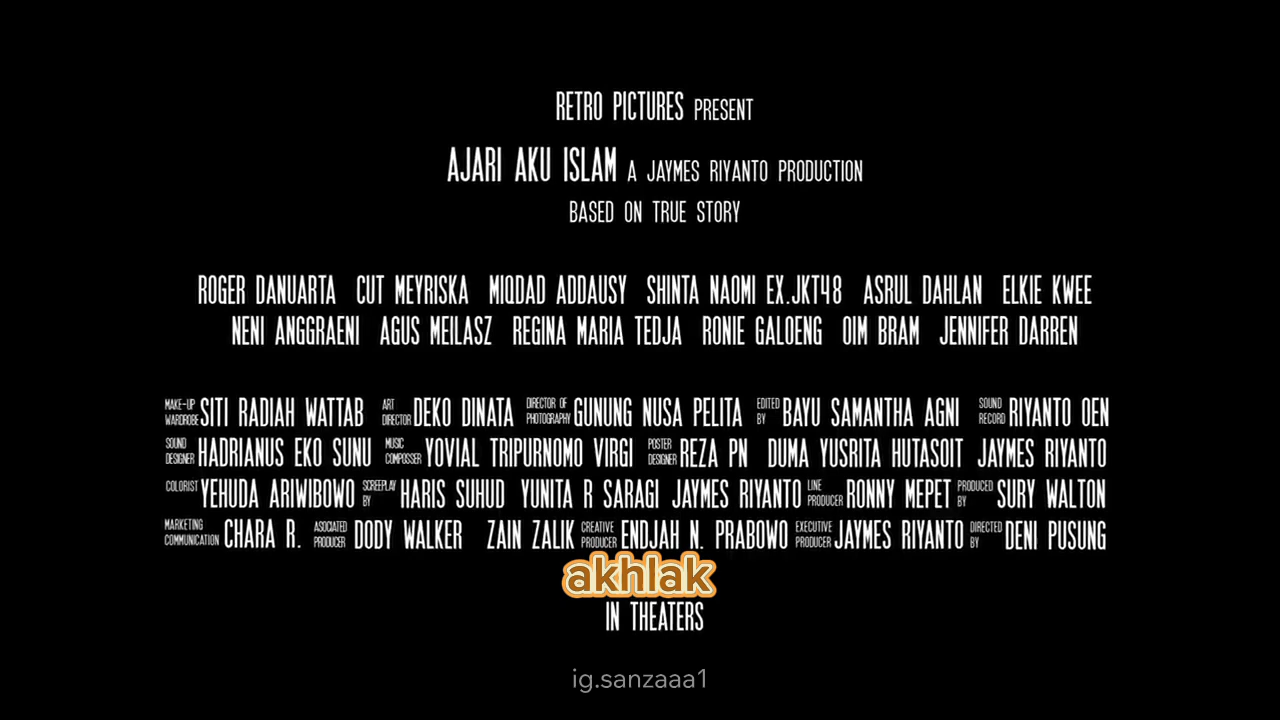 RETRO PICTURES PRESENT
AJARI AKU ISLAM A JAYMES RIYANTO PRODUCTION
BASED ON TRUE STORY
ROGER DANUARTA CUT MEYRISKA MIQDAD ADDAUSY SHINTA NAOMI EX.JKT48 ASRUL DAHLAN ELKIE KWEE
NENI ANGGRAENI AGUS MEILASZ REGINA MARIA TEDJA RONIE GALOENG OIM BRAM JENNIFER DARREN
MAKE-UP WARDROBE SITI RADIAH WATTAB ART DIRECTOR DEKO DINATA DIRECTOR OF PHOTOGRAPHY GUNUNG NUSA PELITA EDITED BY BAYU SAMANTHA AGNI SOUND RECORD RIYANTO OEN
SOUND DESIGNER HADRIANUS EKO SUNU MUSIC COMPOSSER YOVIAL TRIPURNOMO VIRGI POSTER DESIGNER REZA PN DUMA YUSRITA HUTASOIT JAYMES RIYANTO
COLORIST YEHUDA ARIWIBOWO SCREEPLAY BY HARIS SUHUD YUNITA R SARAGI JAYMES RIYANTO LINE PRODUCER RONNY MEPET PRODUCED BY SURY WALTON
MARKETING COMMUNICATION CHARA R. ASOCIATED PRODUCER DODY WALKER ZAIN ZALIK CREATIVE PRODUCER ENDJAH N. PRABOWO EXECUTIVE PRODUCER JAYMES RIYANTO DIRECTED BY DENI PUSUNG
akhlak
IN THEATERS
ig.sanzaaa1